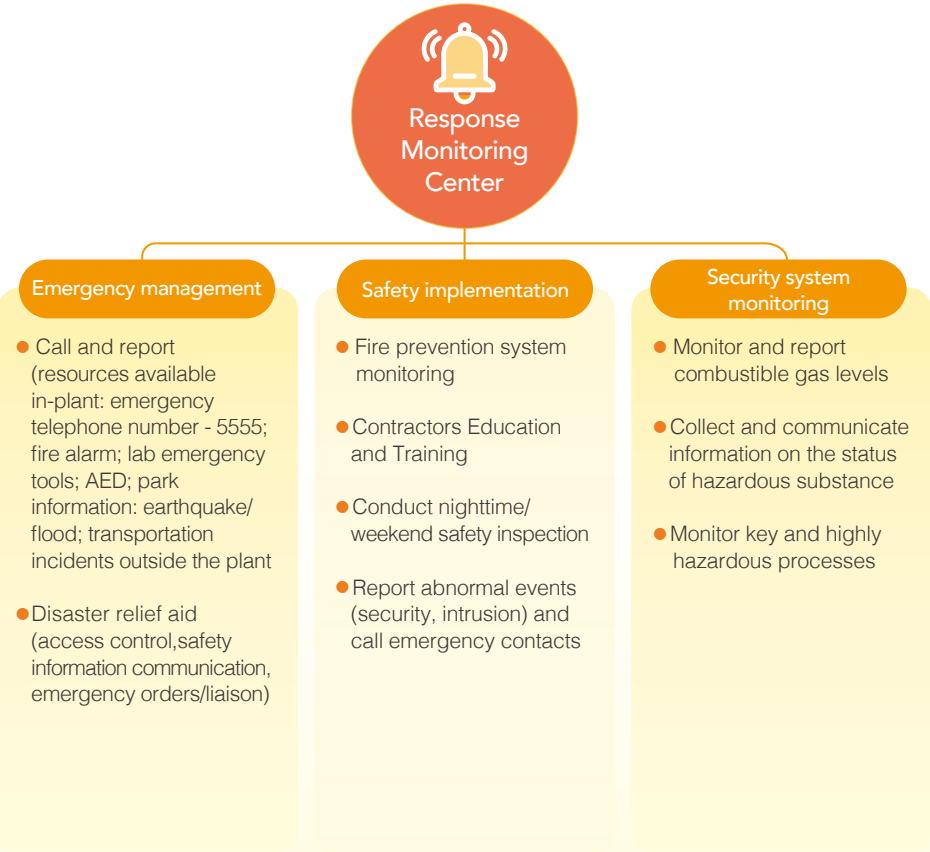 Response
Monitoring
Center
Emergency management
● Call and report
(resources available
in-plant: emergency
telephone number - 5555;
fire alarm; lab emergency
tools; AED; park
information: earthquake/
flood; transportation
incidents outside the plant
●Disaster relief aid
(access control,safety
information communication,
emergency orders/liaison)
Safety implementation
● Fire prevention system
monitoring
●Contractors Education
and Training
●Conduct nighttime/
weekend safety inspection
●Report abnormal events
(security, intrusion) and
call emergency contacts
Security system
monitoring
● Monitor and report
combustible gas levels
●Collect and communicate
information on the status
of hazardous substance
● Monitor key and highly
hazardous processes